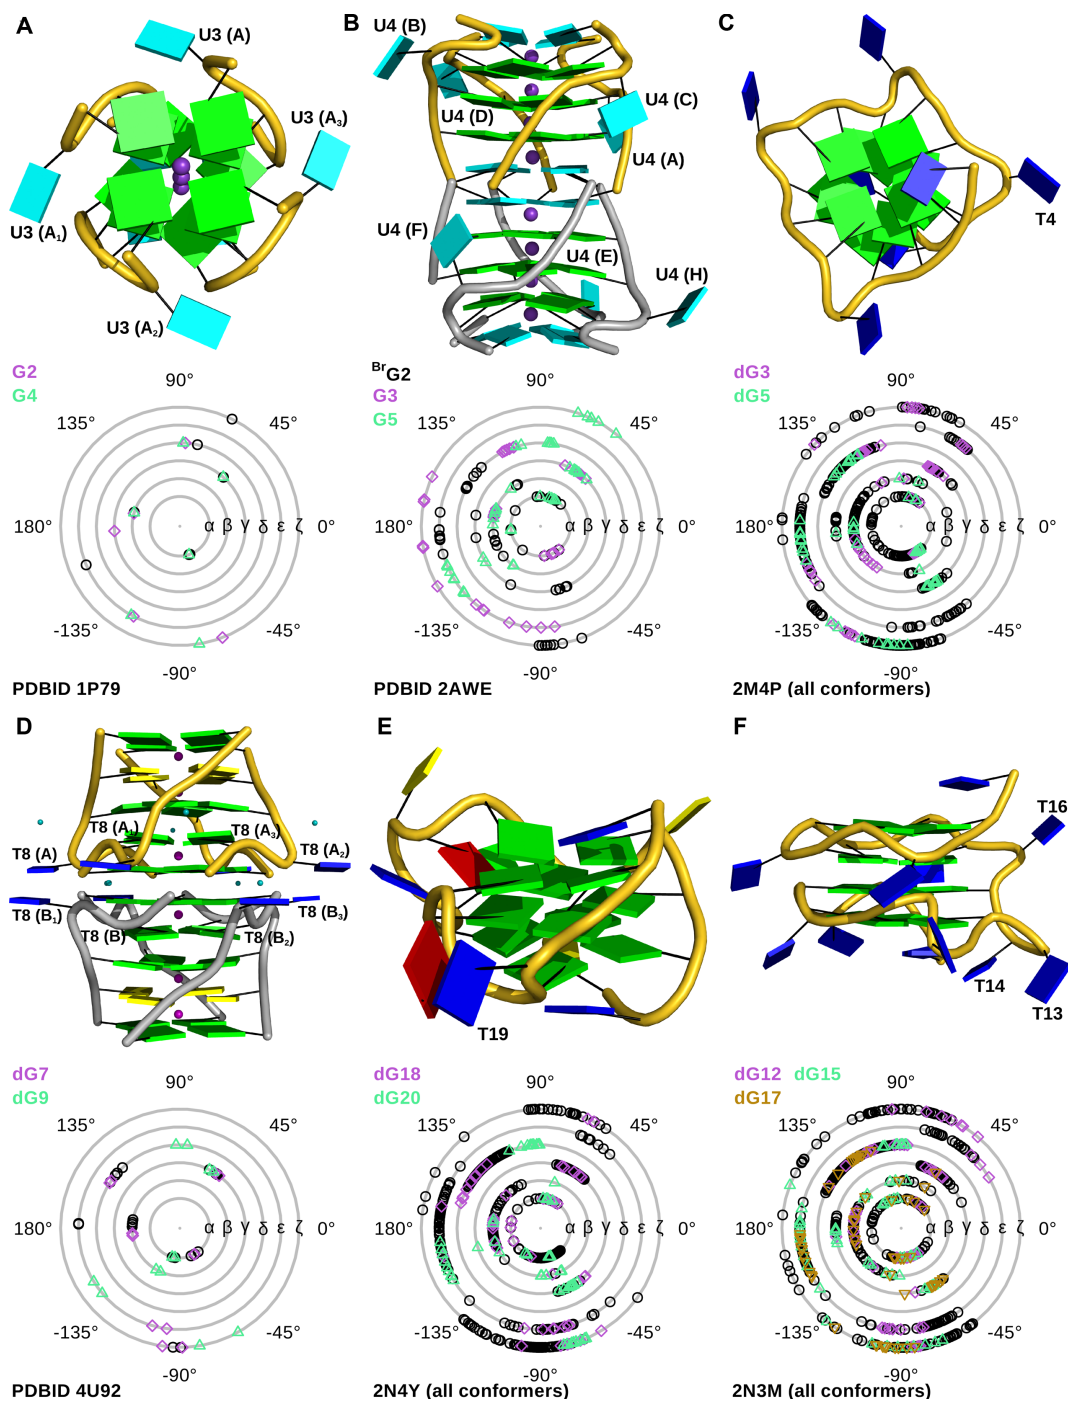 A
U3 (A)
U3 (A₃)
U3 (A₁)
U3 (A₂)
G2
G4
90°
135°
45°
180°
α β γ δ ε ζ
0°
-135°
-45°
-90°
PDBID 1P79
B
U4 (B)
U4 (C)
U4 (D)
U4 (A)
U4 (F)
U4 (E)
U4 (H)
BrG2
G3
G5
90°
135°
45°
180°
α β γ δ ε ζ
0°
-135°
-45°
-90°
PDBID 2AWE
C
T4
dG3
dG5
90°
135°
45°
180°
α β γ δ ε ζ
0°
-135°
-45°
-90°
2M4P (all conformers)
D
T8 (A₁)
T8 (A₃)
T8 (A)
T8 (A₂)
T8 (B₁)
T8 (B)
T8 (B₂)
T8 (B₃)
dG7
dG9
90°
135°
45°
180°
α β γ δ ε ζ
0°
-135°
-45°
-90°
PDBID 4U92
E
T19
dG18
dG20
90°
135°
45°
180°
α β γ δ ε ζ
0°
-135°
-45°
-90°
2N4Y (all conformers)
F
T16
T14
T13
dG12 dG15
dG17
90°
135°
45°
180°
α β γ δ ε ζ
0°
-135°
-45°
-90°
2N3M (all conformers)